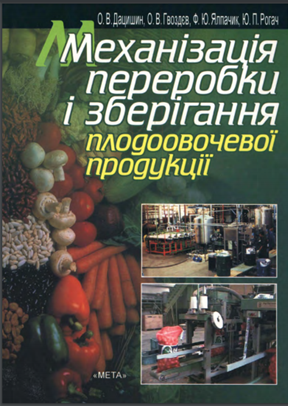 О. В. Дацишин, О. В. Гвоздєв, Ф. Ю. Ялпачик, Ю. П. Рогач
Механізація
переробки
і зберігання
плодоовочевої
продукції
«МЕТА»